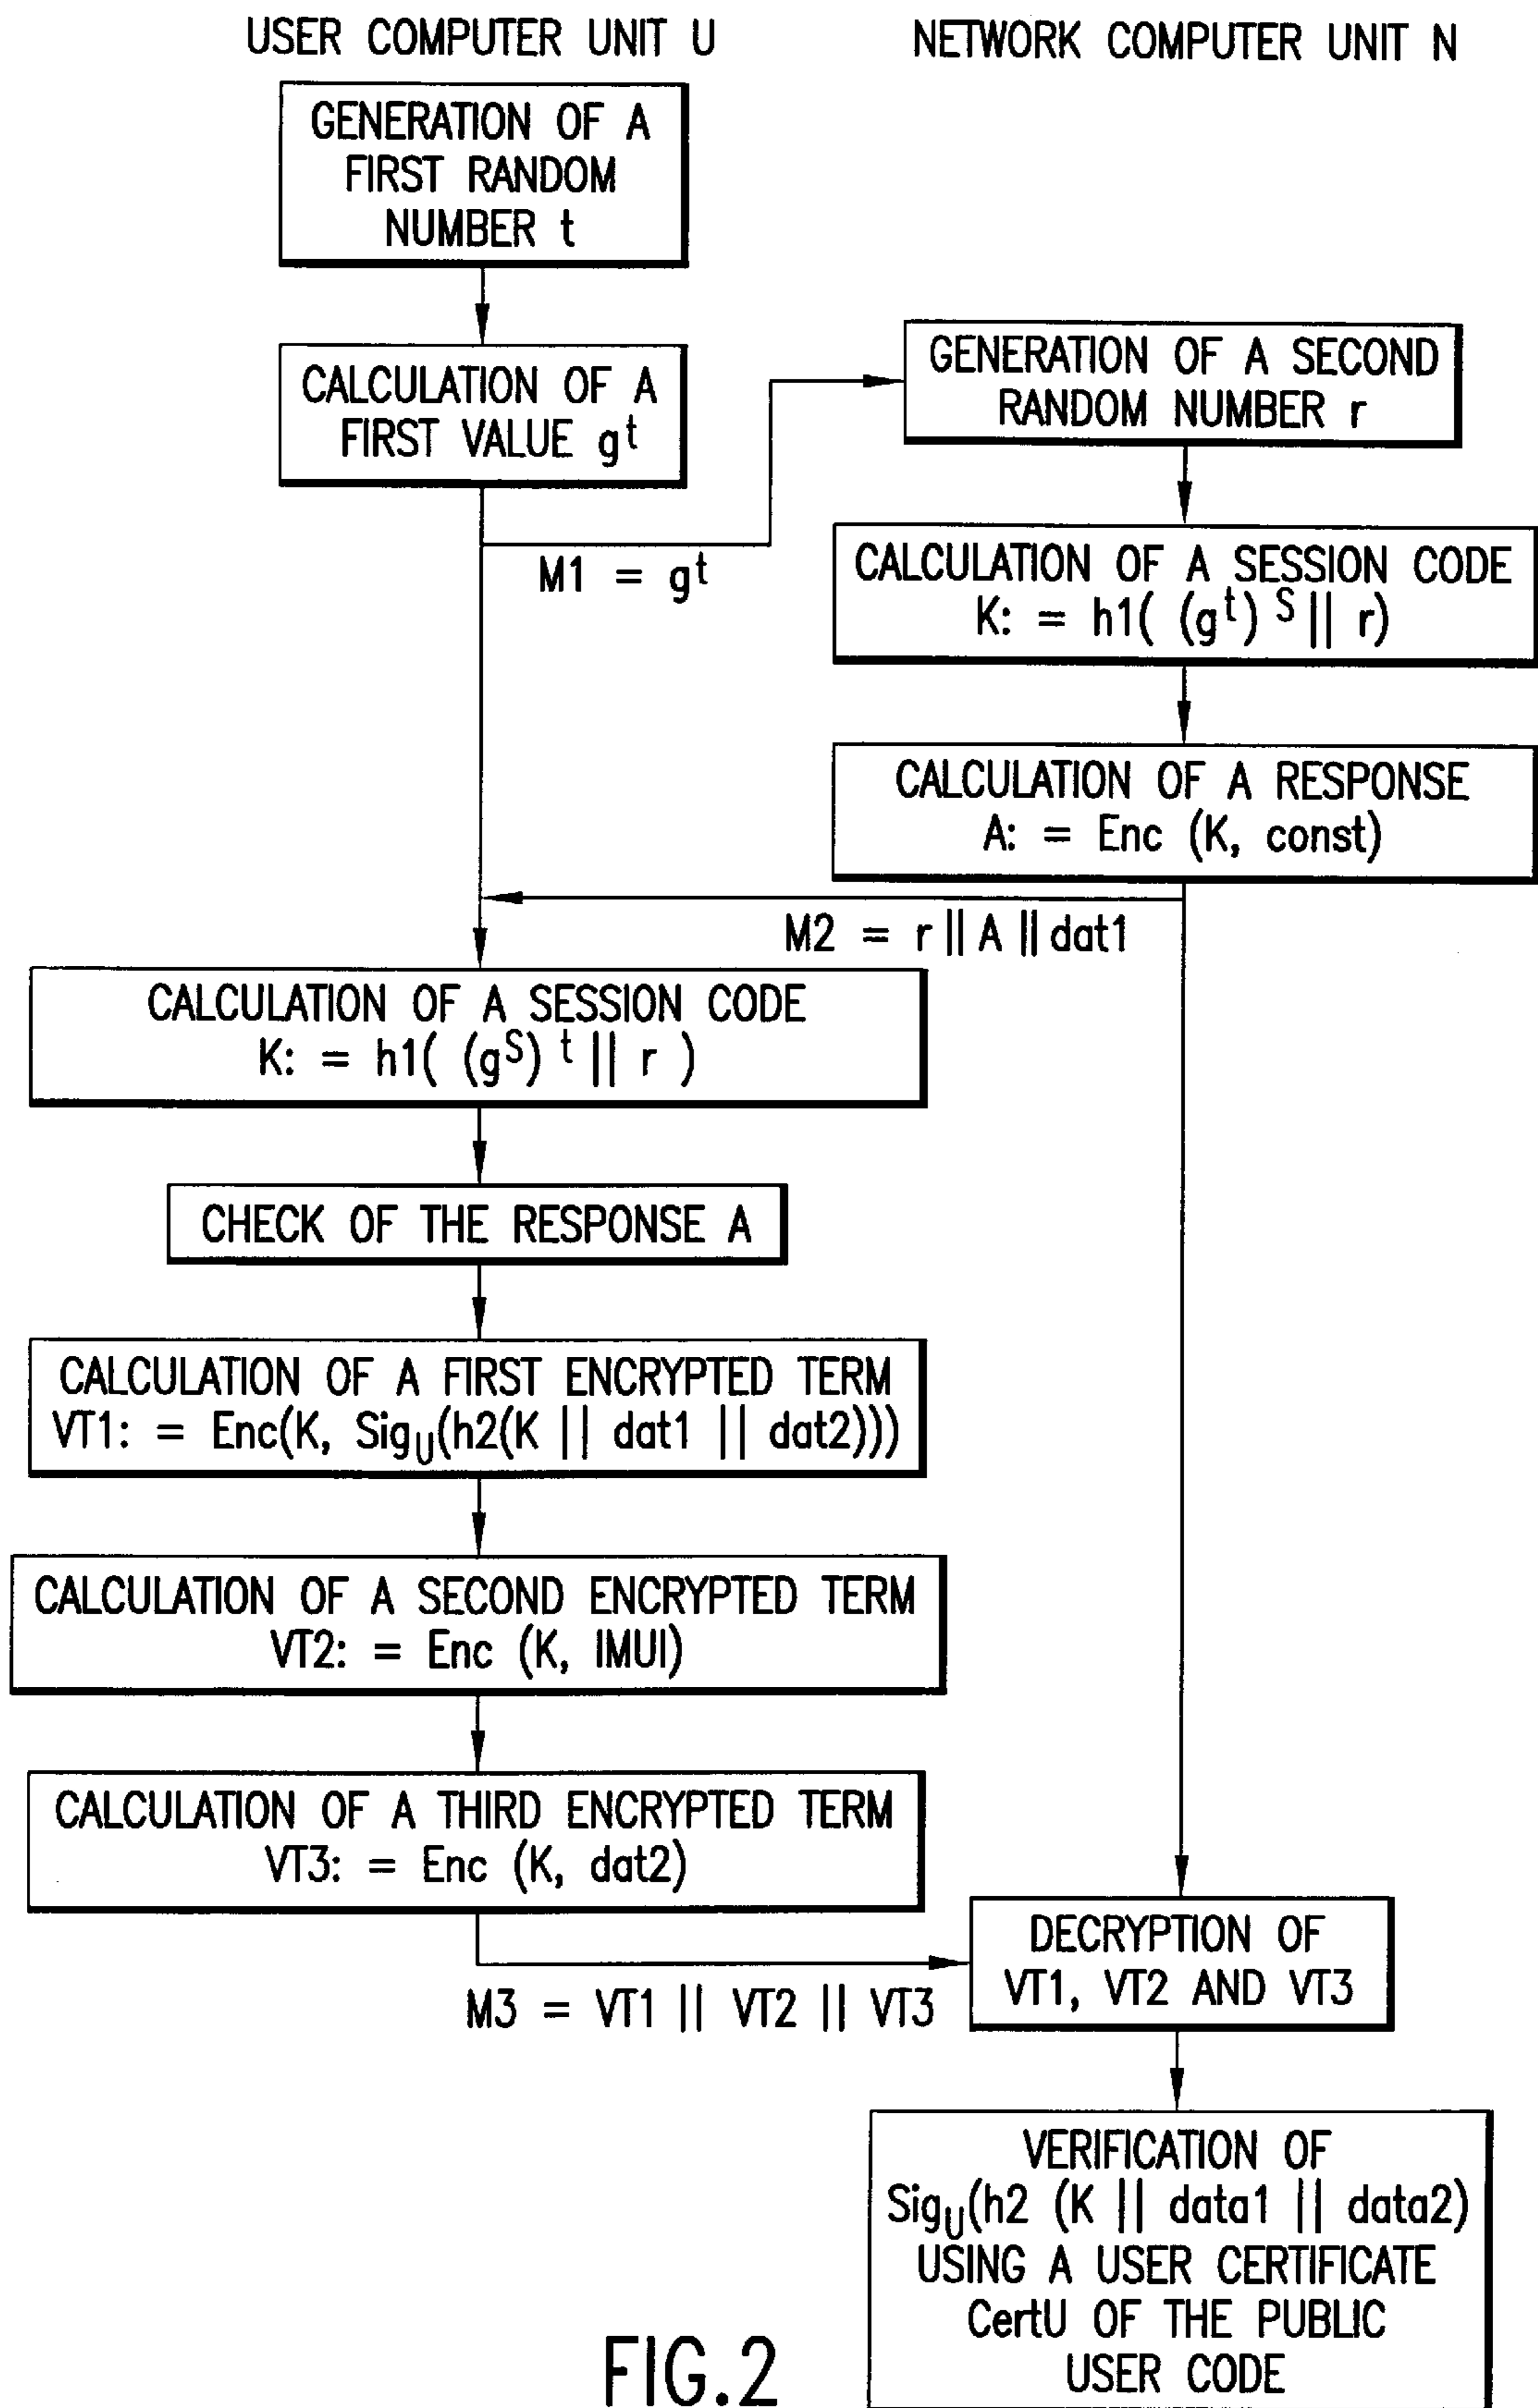 USER COMPUTER UNIT U
NETWORK COMPUTER UNIT N
GENERATION OF A
FIRST RANDOM
NUMBER t
CALCULATION OF A
FIRST VALUE gᵗ
M1 = gᵗ
GENERATION OF A SECOND
RANDOM NUMBER r
CALCULATION OF A SESSION CODE
K: = h1( (gᵗ) ˢ || r)
CALCULATION OF A RESPONSE
A: = Enc (K, const)
M2 = r || A || dat1
CALCULATION OF A SESSION CODE
K: = h1( (gˢ) ᵗ || r )
CHECK OF THE RESPONSE A
CALCULATION OF A FIRST ENCRYPTED TERM
VT1: = Enc(K, Sig_U(h2(K || dat1 || dat2)))
CALCULATION OF A SECOND ENCRYPTED TERM
VT2: = Enc (K, IMUI)
CALCULATION OF A THIRD ENCRYPTED TERM
VT3: = Enc (K, dat2)
M3 = VT1 || VT2 || VT3
DECRYPTION OF
VT1, VT2 AND VT3
VERIFICATION OF
Sig_U(h2 (K || data1 || data2)
USING A USER CERTIFICATE
CertU OF THE PUBLIC
USER CODE
FIG.2